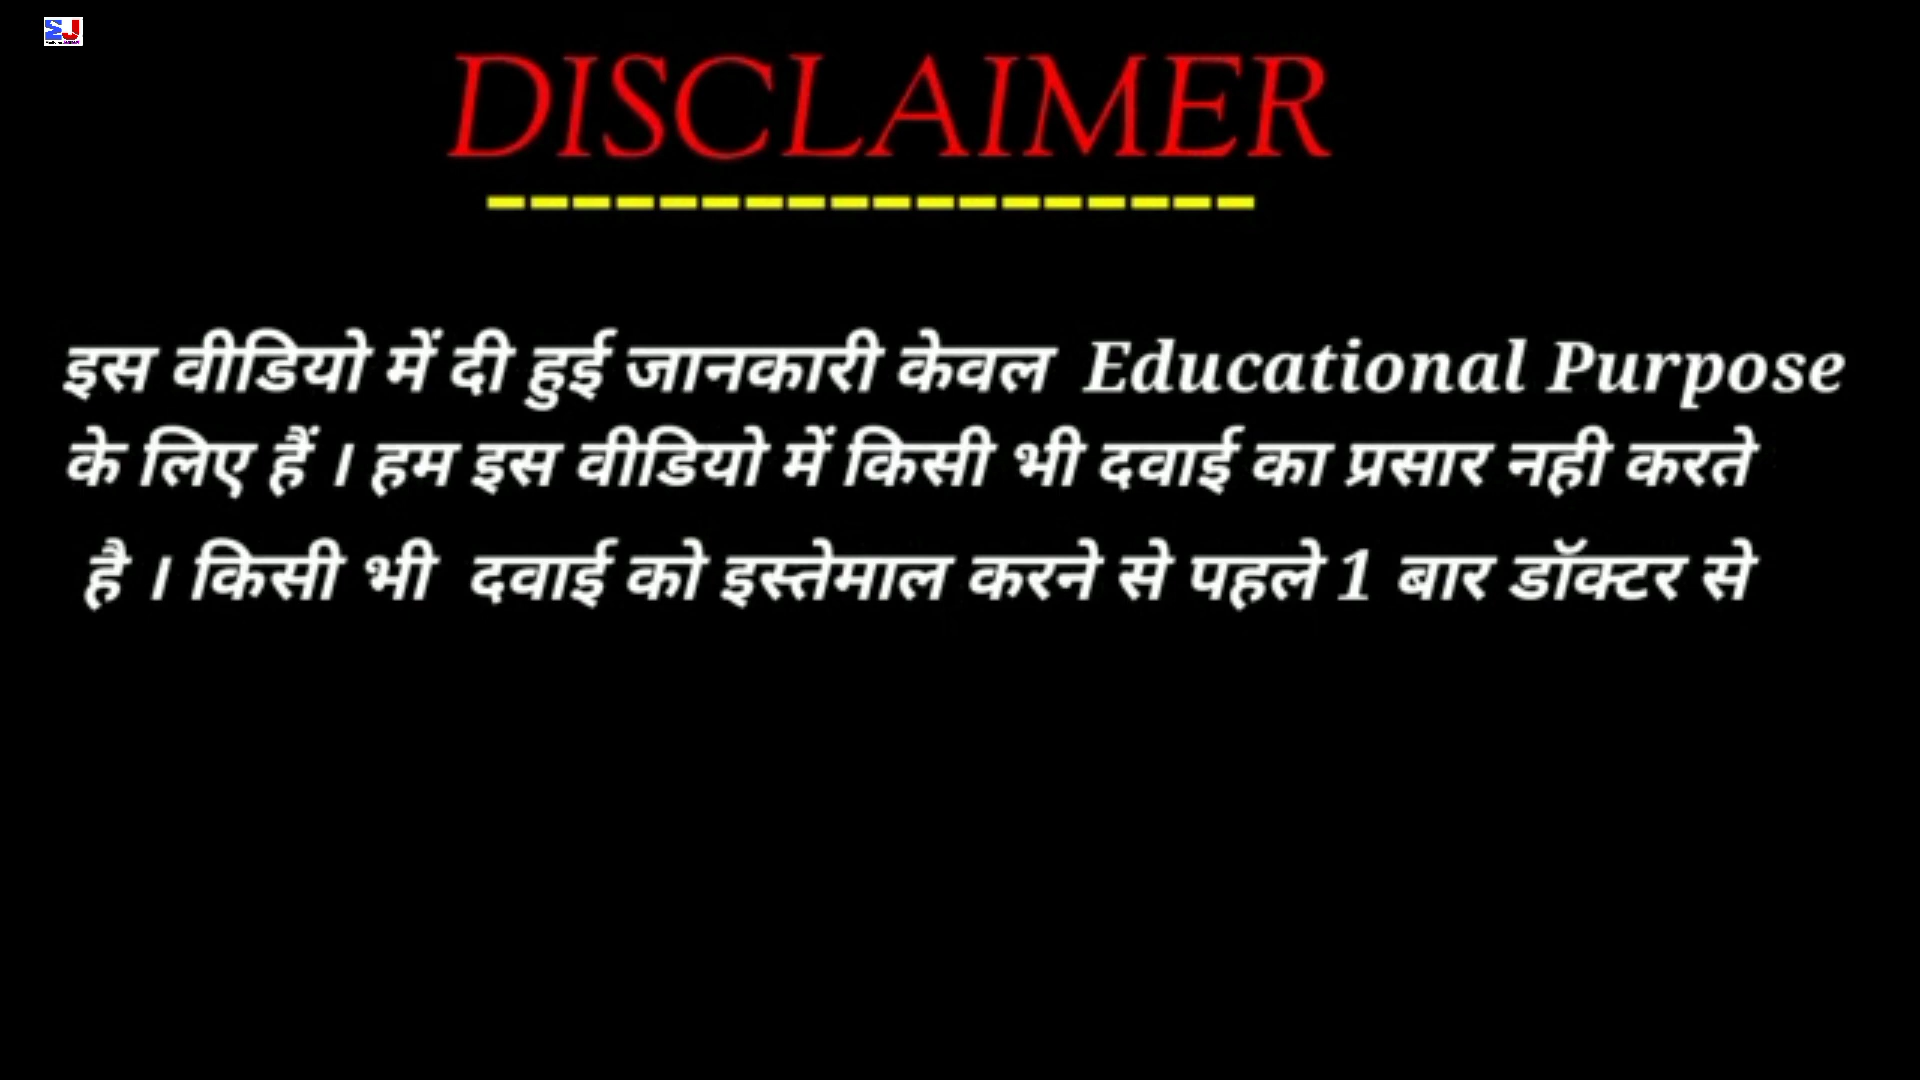 DISCLAIMER
------------------
इस वीडियो में दी हुई जानकारी केवल Educational Purpose
के लिए हैं । हम इस वीडियो में किसी भी दवाई का प्रसार नही करते
है । किसी भी दवाई को इस्तेमाल करने से पहले 1 बार डॉक्टर से